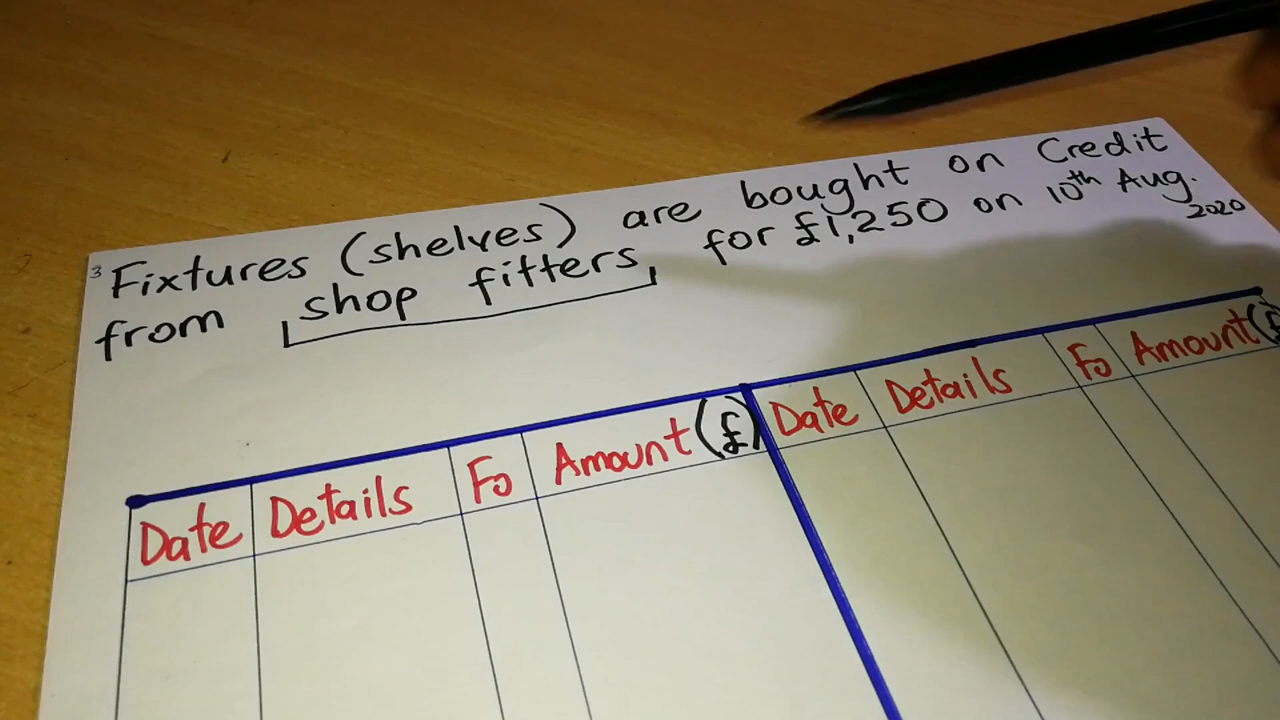 3 Fixtures (shelves) are bought on Credit
from shop fitters, for £1,250 on 10th Aug. 2020
Date Details Fo Amount (£) Date Details Fo Amount (£